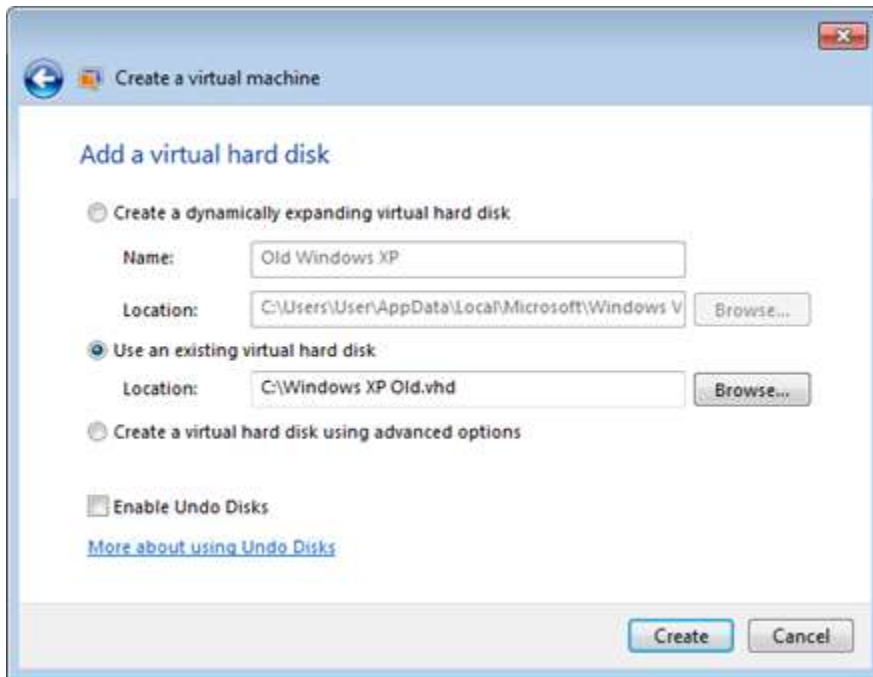 Create a virtual machine
Add a virtual hard disk
Create a dynamically expanding virtual hard disk
Name: Old Windows XP
Location: C:\Users\User\AppData\Local\Microsoft\Windows V Browse...
Use an existing virtual hard disk
Location: C:\Windows XP Old.vhd Browse...
Create a virtual hard disk using advanced options
Enable Undo Disks
More about using Undo Disks
Create Cancel